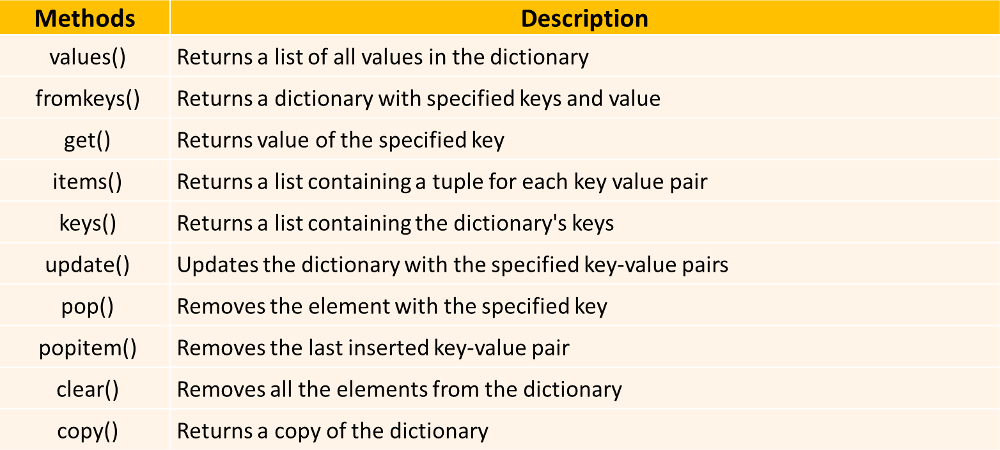 Methods Description
values() Returns a list of all values in the dictionary
fromkeys() Returns a dictionary with specified keys and value
get() Returns value of the specified key
items() Returns a list containing a tuple for each key value pair
keys() Returns a list containing the dictionary's keys
update() Updates the dictionary with the specified key-value pairs
pop() Removes the element with the specified key
popitem() Removes the last inserted key-value pair
clear() Removes all the elements from the dictionary
copy() Returns a copy of the dictionary